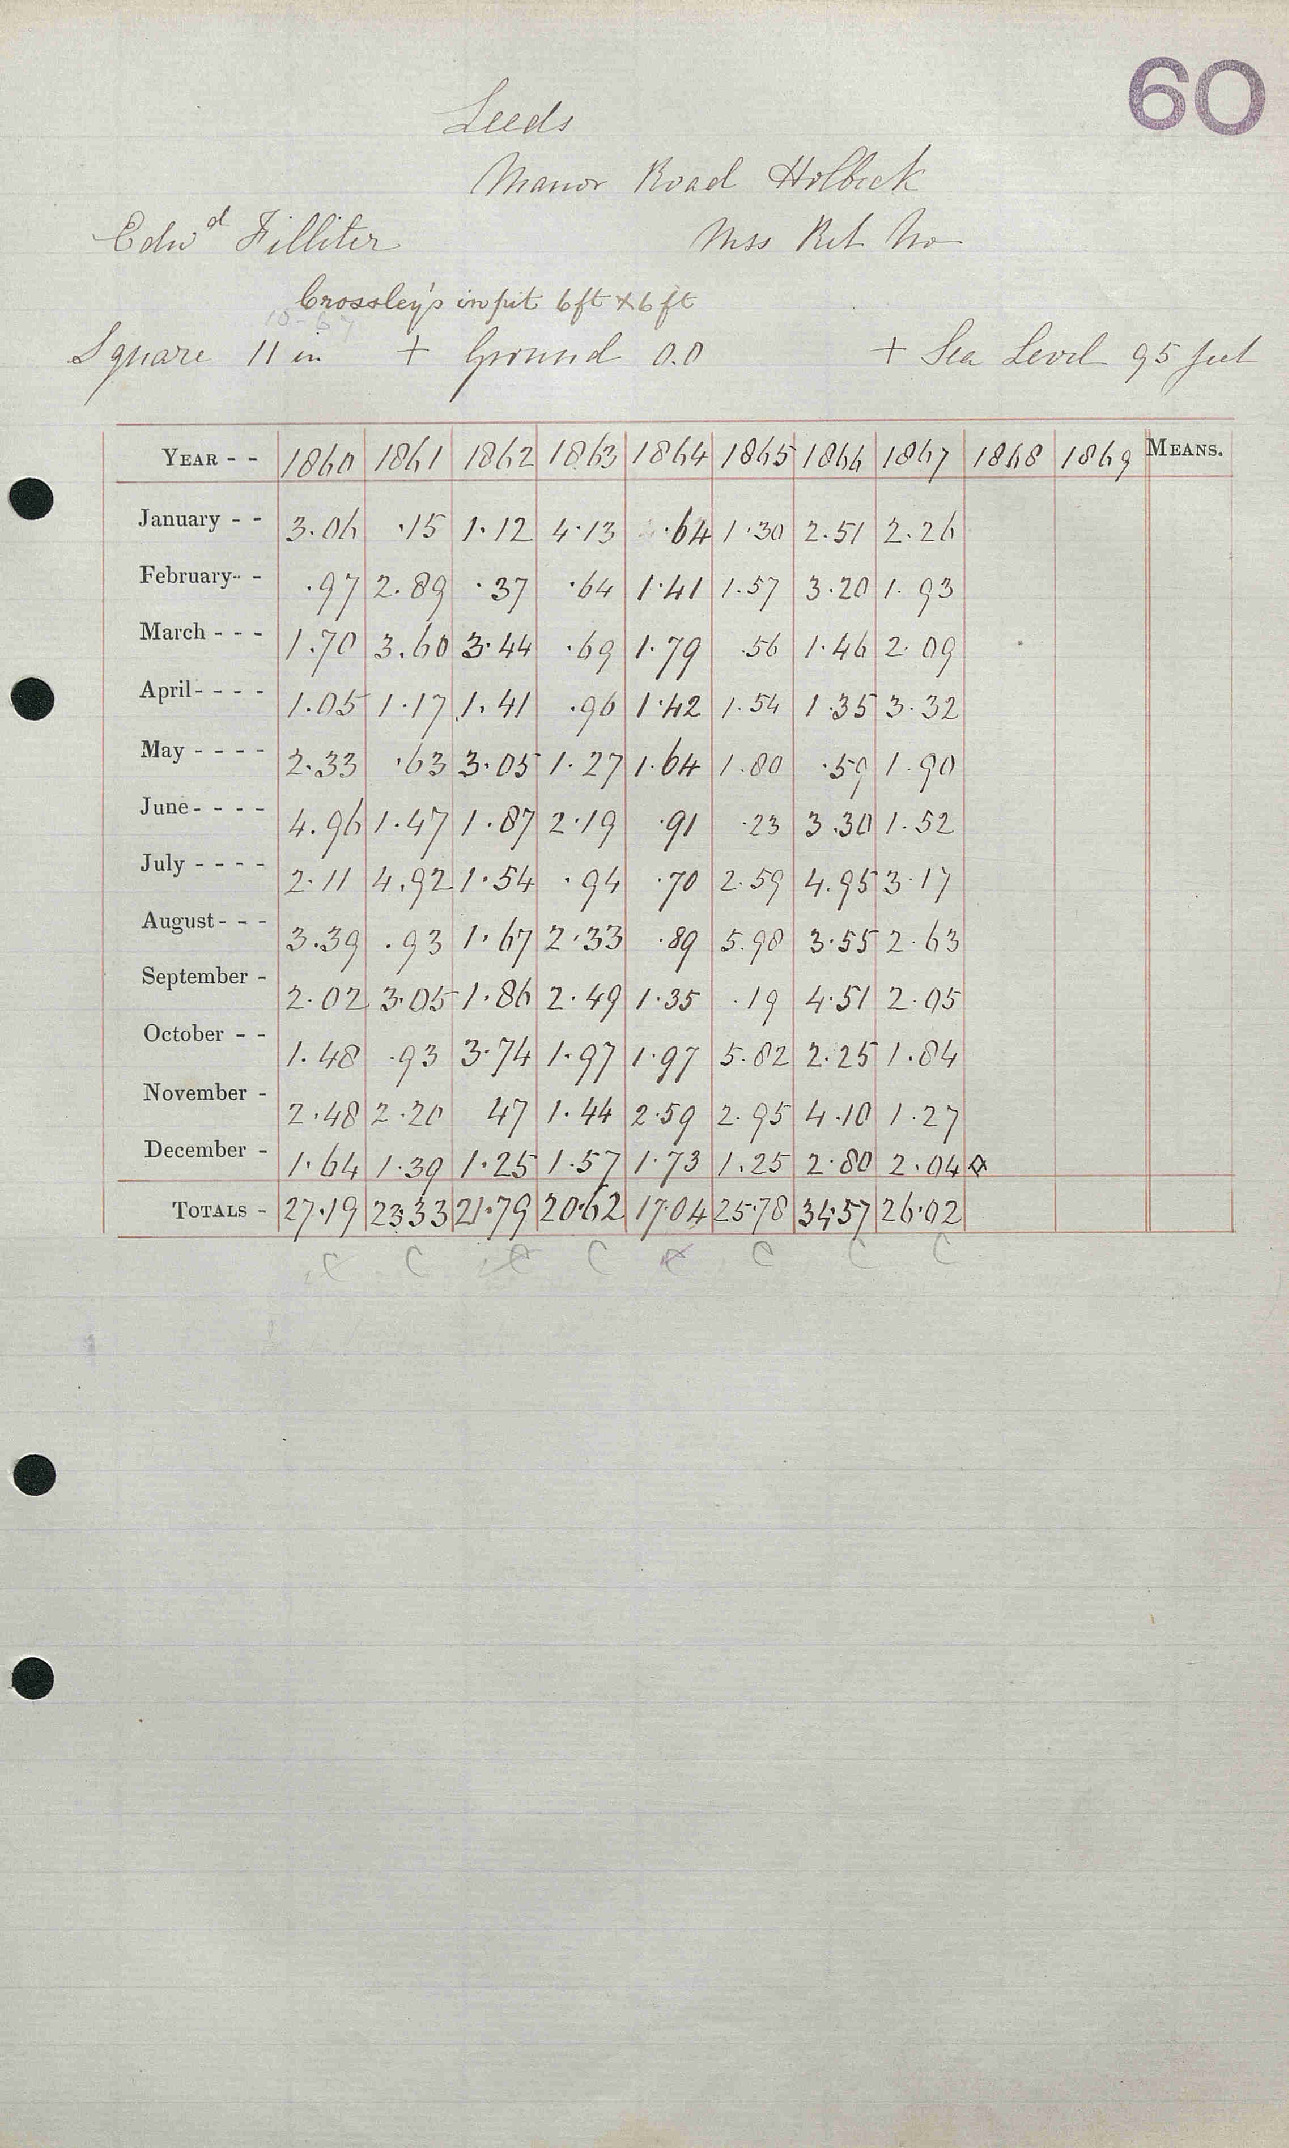 60
Leeds
Manor Road Holbeck
Edwd Filliter Mss Ret No
Crossley's in pit 6ft x 6ft
Square 11 in + Ground 0.0 + Sea Level 95 feet
YEAR - - 1860 1861 1862 1863 1864 1865 1866 1867 1868 1869 MEANS.
January - - 3.06 .15 1.12 4.13 .64 1.30 2.51 2.26
February - - .97 2.89 .37 .64 1.41 1.57 3.20 1.93
March - - - 1.70 3.60 3.44 .69 1.79 .56 1.46 2.09
April - - - - 1.05 1.17 1.41 .96 1.42 1.54 1.35 3.32
May - - - - 2.33 .63 3.05 1.27 1.64 1.80 .59 1.90
June - - - - 4.96 1.47 1.87 2.19 .91 .23 3.30 1.52
July - - - - 2.11 4.92 1.54 .94 .70 2.59 4.95 3.17
August - - - 3.39 .93 1.67 2.33 .89 5.98 3.55 2.63
September - 2.02 3.05 1.86 2.49 1.35 .19 4.51 2.05
October - - 1.48 .93 3.74 1.97 1.97 5.82 2.25 1.84
November - 2.48 2.20 47 1.44 2.59 2.95 4.10 1.27
December - 1.64 1.39 1.25 1.57 1.73 1.25 2.80 2.04
TOTALS - 27.19 23.33 21.79 20.62 17.04 25.78 34.57 26.02
C C C C C C C C